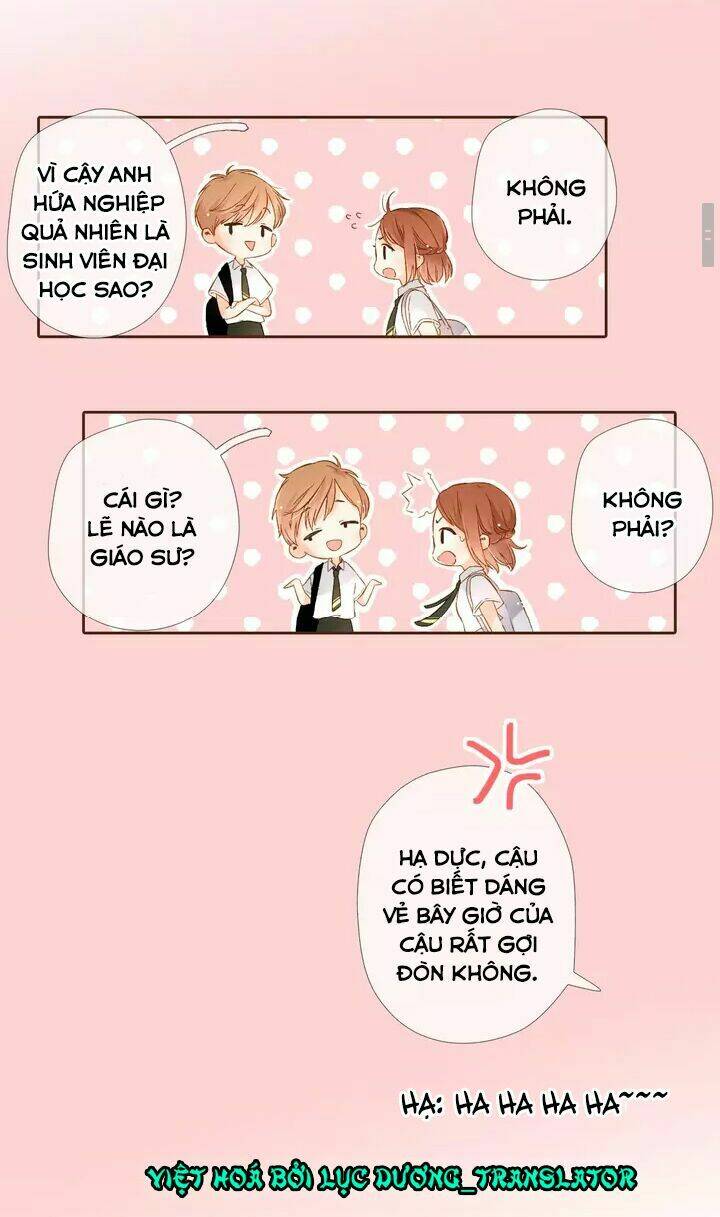 VÌ CẬY ANH
HỨA NGHIỆP
QUẢ NHIÊN LÀ
SINH VIÊN ĐẠI
HỌC SAO?
KHÔNG
PHẢI.
CÁI GÌ?
LẼ NÀO LÀ
GIÁO SƯ?
KHÔNG
PHẢI?
HẠ DỰC, CẬU
CÓ BIẾT DÁNG
VẺ BÂY GIỜ CỦA
CẬU RẤT GỢI
ĐÒN KHÔNG.
HẠ: HA HA HA HA~~~
VIỆT HOÁ BỞI LỤC DƯƠNG_TRANSLATOR